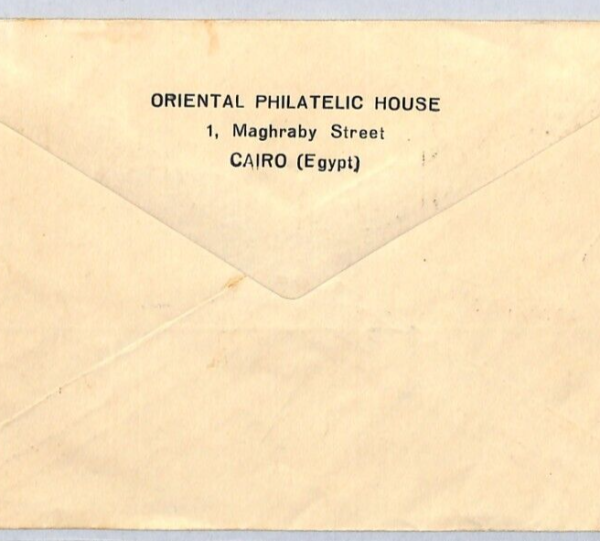 ORIENTAL PHILATELIC HOUSE
1, Maghraby Street
CAIRO (Egypt)